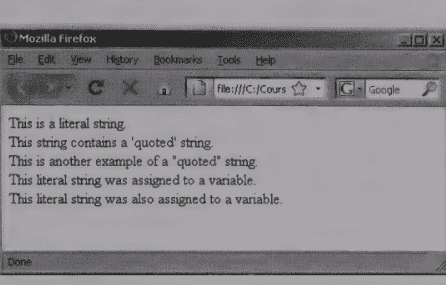 Mozilla Firefox
File Edit View History Bookmarks Tools Help
file:///C:/Cours G Google
This is a literal string.
This string contains a 'quoted' string.
This is another example of a "quoted" string.
This literal string was assigned to a variable.
This literal string was also assigned to a variable.
Done